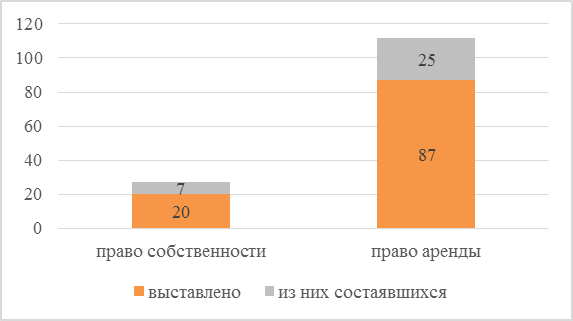 120
100
80
60
40
20
0
25
87
7
20
право собственности
право аренды
выставлено
из них состаявшихся